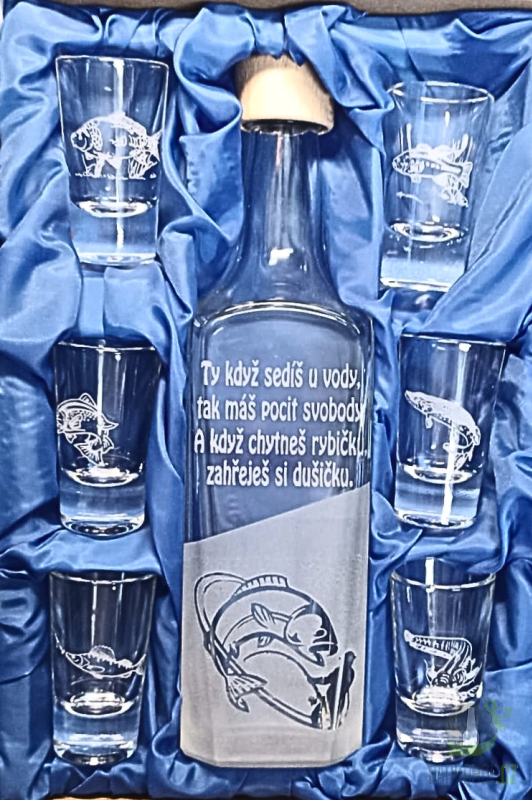 Ty když sedíš u vody,
tak máš pocit svobody.
A když chytneš rybičku,
zahřeješ si dušičku.